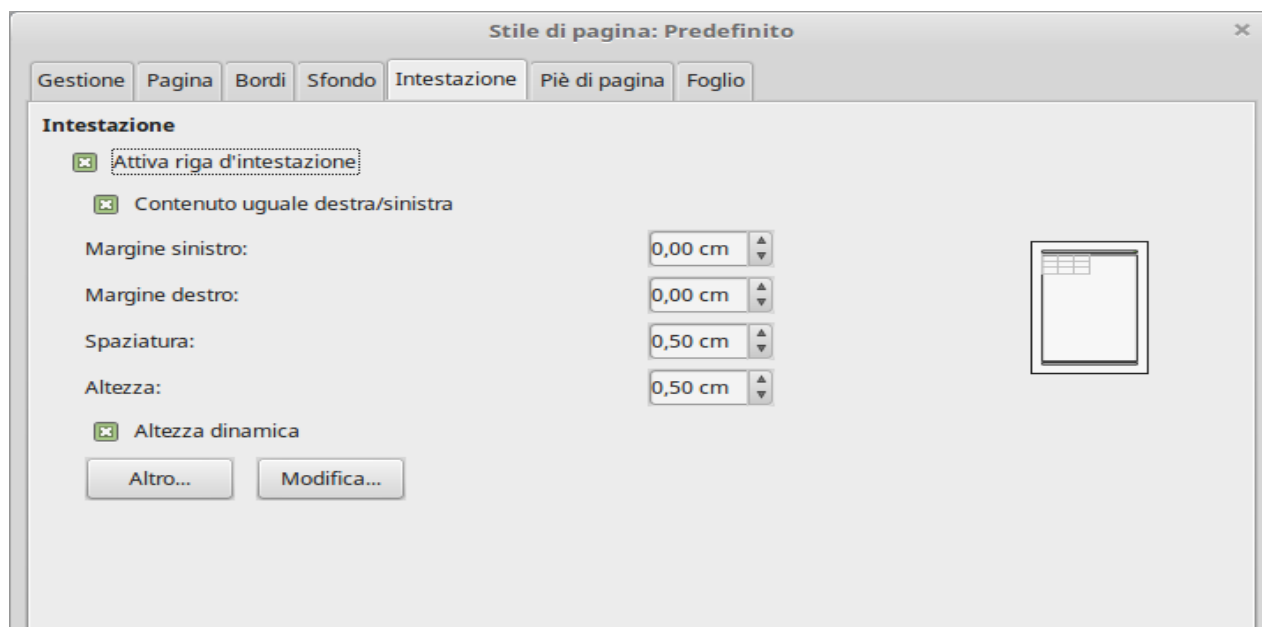 Stile di pagina: Predefinito
Gestione Pagina Bordi Sfondo Intestazione Piè di pagina Foglio
Intestazione
Attiva riga d'intestazione
Contenuto uguale destra/sinistra
Margine sinistro: 0,00 cm
Margine destro: 0,00 cm
Spaziatura: 0,50 cm
Altezza: 0,50 cm
Altezza dinamica
Altro... Modifica...